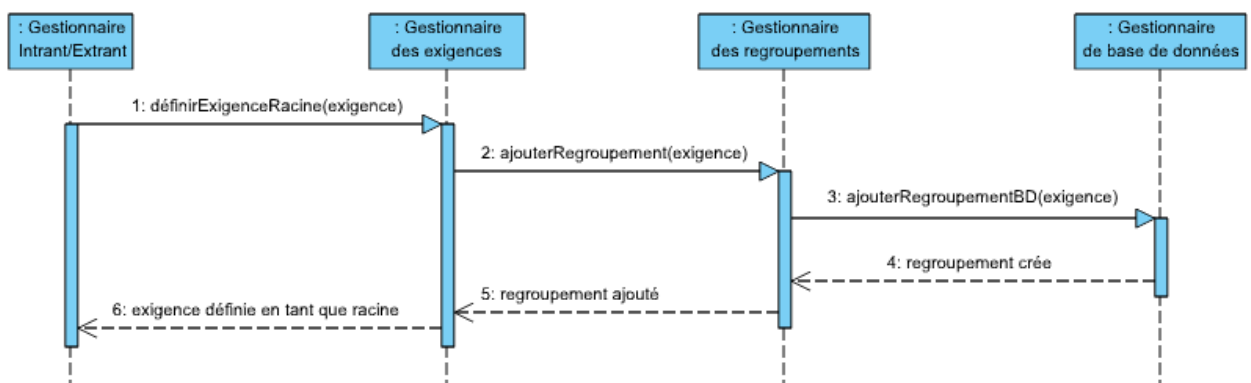 : Gestionnaire
Intrant/Extrant
: Gestionnaire
des exigences
: Gestionnaire
des regroupements
: Gestionnaire
de base de données
1: définirExigenceRacine(exigence)
2: ajouterRegroupement(exigence)
3: ajouterRegroupementBD(exigence)
4: regroupement crée
5: regroupement ajouté
6: exigence définie en tant que racine